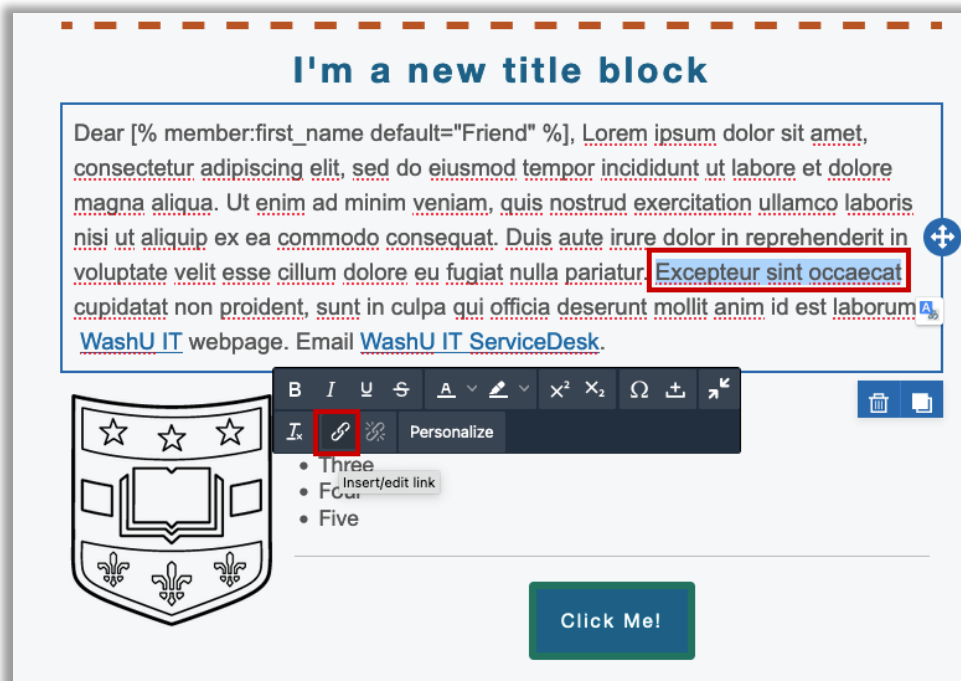 I'm a new title block
Dear [% member:first_name default="Friend" %], Lorem ipsum dolor sit amet,
consectetur adipiscing elit, sed do eiusmod tempor incididunt ut labore et dolore
magna aliqua. Ut enim ad minim veniam, quis nostrud exercitation ullamco laboris
nisi ut aliquip ex ea commodo consequat. Duis aute irure dolor in reprehenderit in
voluptate velit esse cillum dolore eu fugiat nulla pariatur. Excepteur sint occaecat
cupidatat non proident, sunt in culpa qui officia deserunt mollit anim id est laborum
WashU IT webpage. Email WashU IT ServiceDesk.
B I U S A x² X₂ Ω
Ix Personalize
Three
Insert/edit link
Four
Five
Click Me!